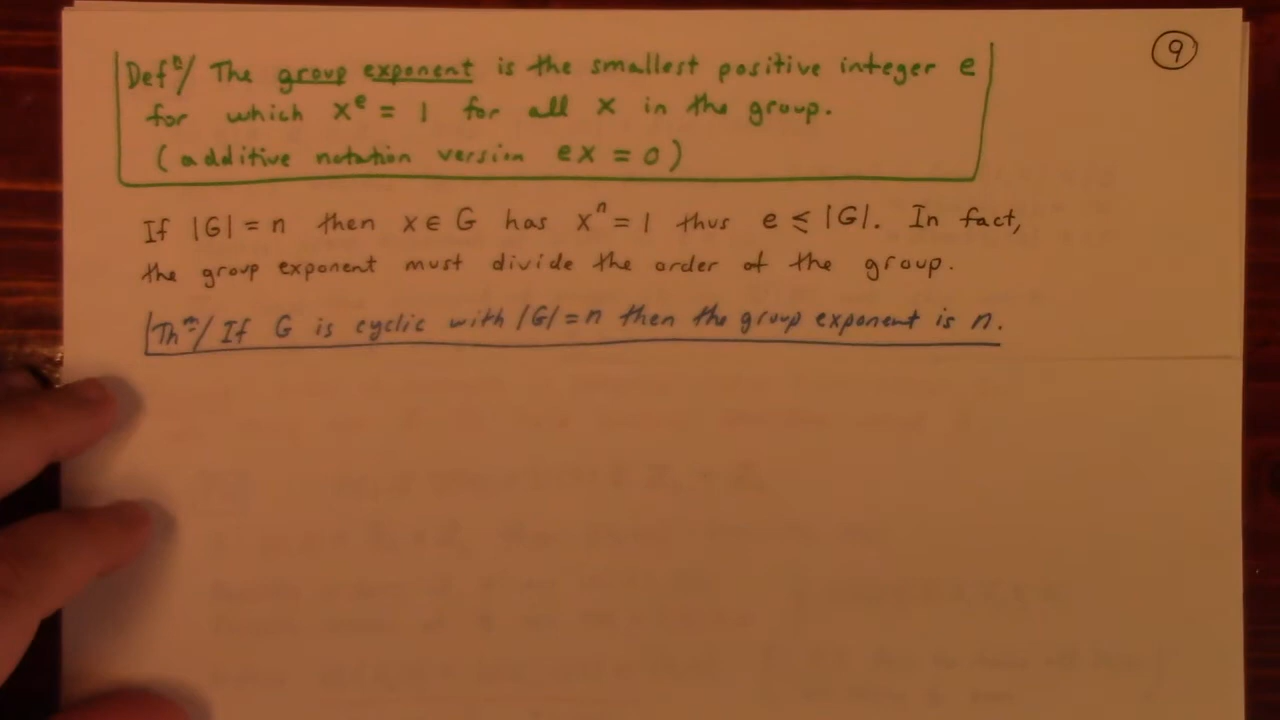 9
Defⁿ/ The group exponent is the smallest positive integer e
for which xᵉ = 1 for all x in the group.
(additive notation version ex = 0)
If |G| = n then x ∈ G has xⁿ = 1 thus e ≤ |G|. In fact,
the group exponent must divide the order of the group.
Thᵐ/ If G is cyclic with |G| = n then the group exponent is n.